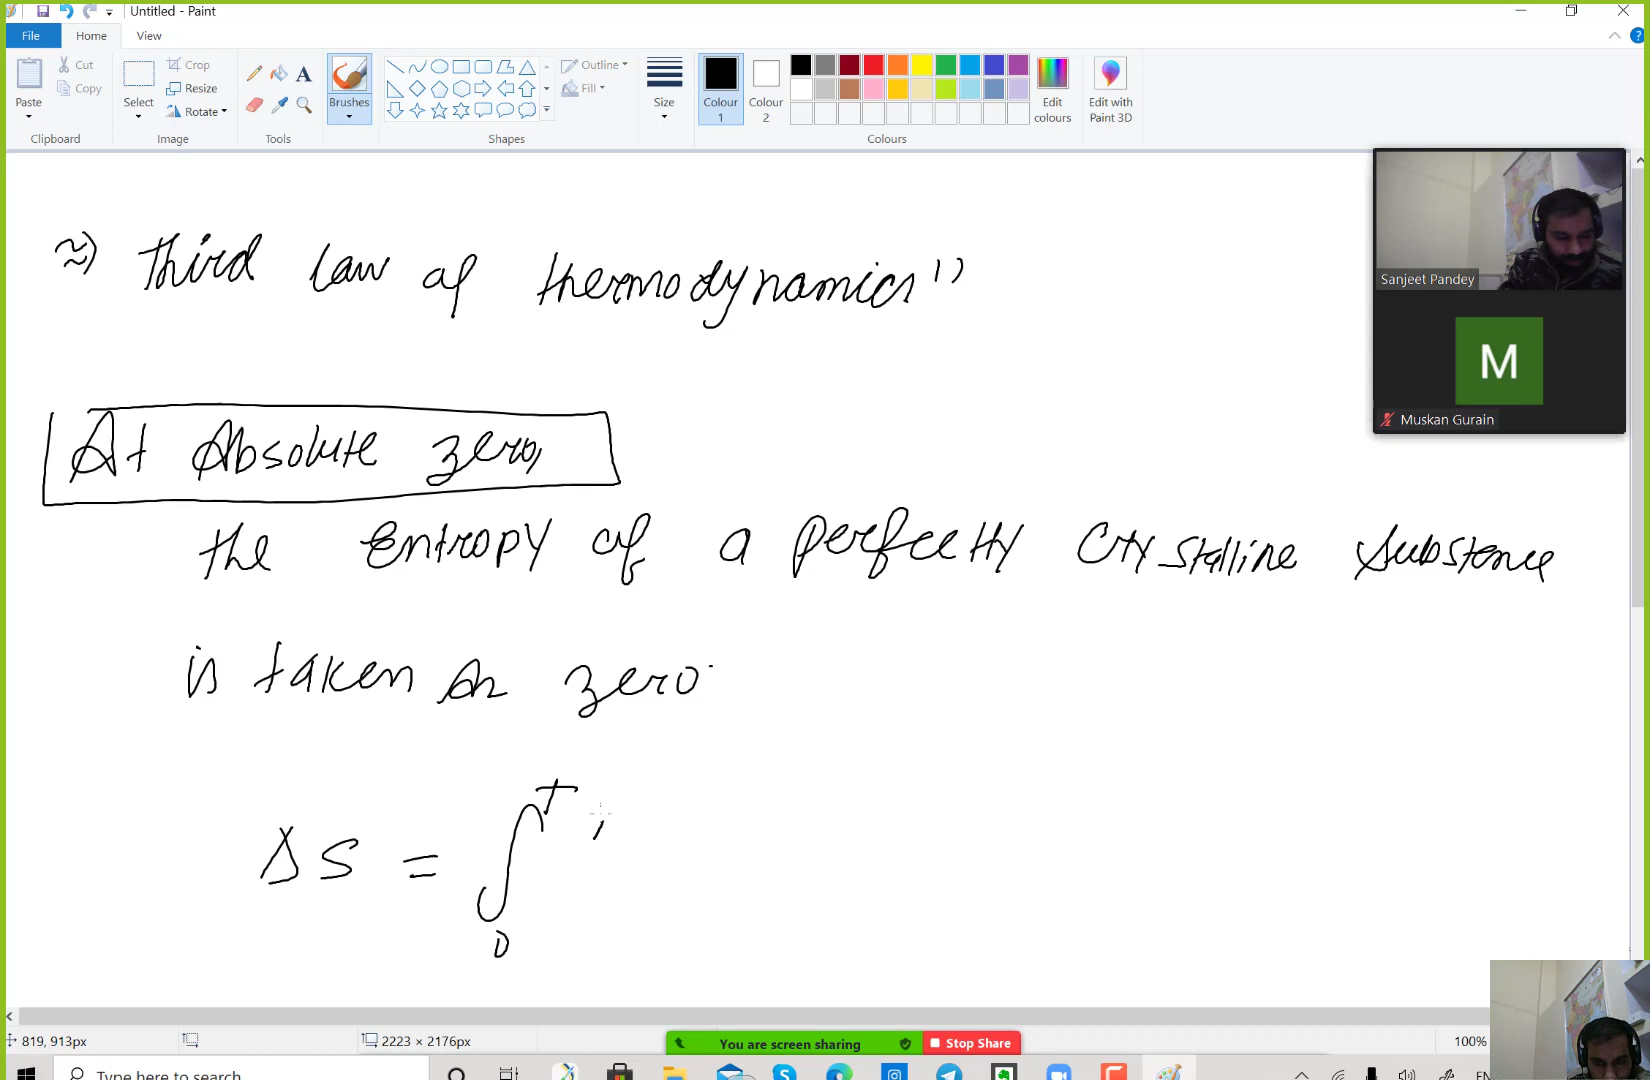 Untitled - Paint
File Home View
Paste
Cut
Copy
Clipboard
Select
Crop
Resize
Rotate
Image
A
Tools
Brushes
Outline
Fill
Shapes
Size
Colour 1
Colour 2
Edit colours
Colours
Edit with Paint 3D
Sanjeet Pandey
M
Muskan Gurain
Third law of thermodynamics"
At Absolute zero,
the Entropy of a perfectly Crystalline Substance
is taken as zero.
ΔS = ∫ T
0
819, 913px
2223 × 2176px
You are screen sharing
Stop Share
100%
Type here to search
EN